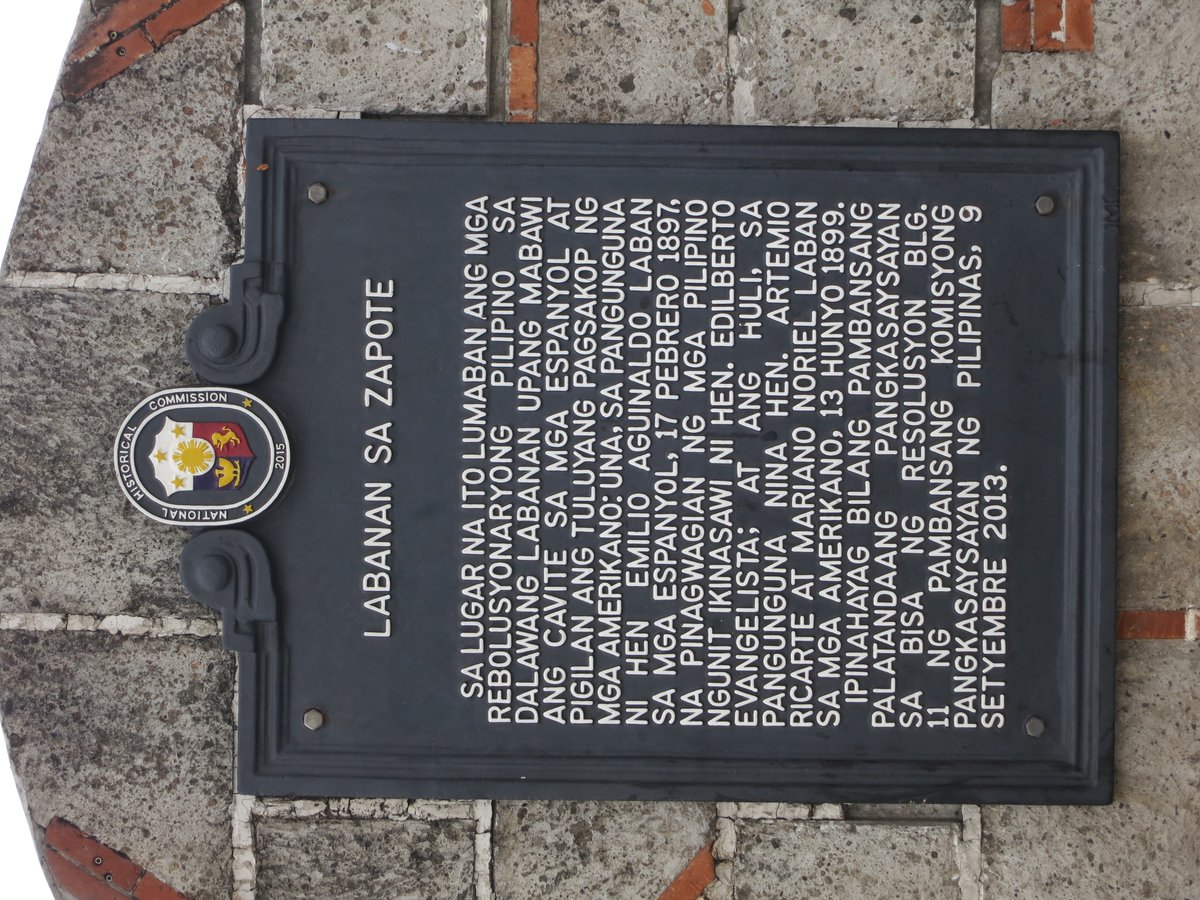 NATIONAL HISTORICAL COMMISSION
2015
LABANAN SA ZAPOTE
SA LUGAR NA ITO LUMABAN ANG MGA
REBOLUSYONARYONG PILIPINO SA
DALAWANG LABANAN UPANG MABAWI
ANG CAVITE SA MGA ESPANYOL AT
PIGILAN ANG TULUYANG PAGSAKOP NG
MGA AMERIKANO: UNA, SA PANGUNGUNA
NI HEN EMILIO AGUINALDO LABAN
SA MGA ESPANYOL, 17 PEBRERO 1897,
NA PINAGWAGIAN NG MGA PILIPINO
NGUNIT IKINASAWI NI HEN. EDILBERTO
EVANGELISTA; AT ANG HULI, SA
PANGUNGUNA NINA HEN. ARTEMIO
RICARTE AT MARIANO NORIEL LABAN
SA MGA AMERIKANO, 13 HUNYO 1899.
IPINAHAYAG BILANG PAMBANSANG
PALATANDAANG PANGKASAYSAYAN
SA BISA NG RESOLUSYON BLG.
11 NG PAMBANSANG KOMISYONG
PANGKASAYSAYAN NG PILIPINAS, 9
SETYEMBRE 2013.